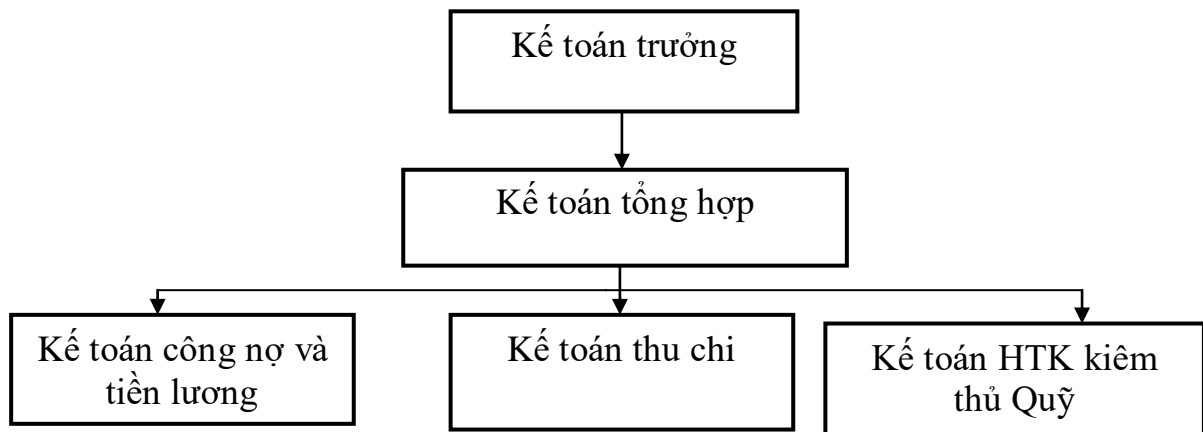 Kế toán trưởng
Kế toán tổng hợp
Kế toán công nợ và
tiền lương
Kế toán thu chi
Kế toán HTK kiêm
thủ Quỹ